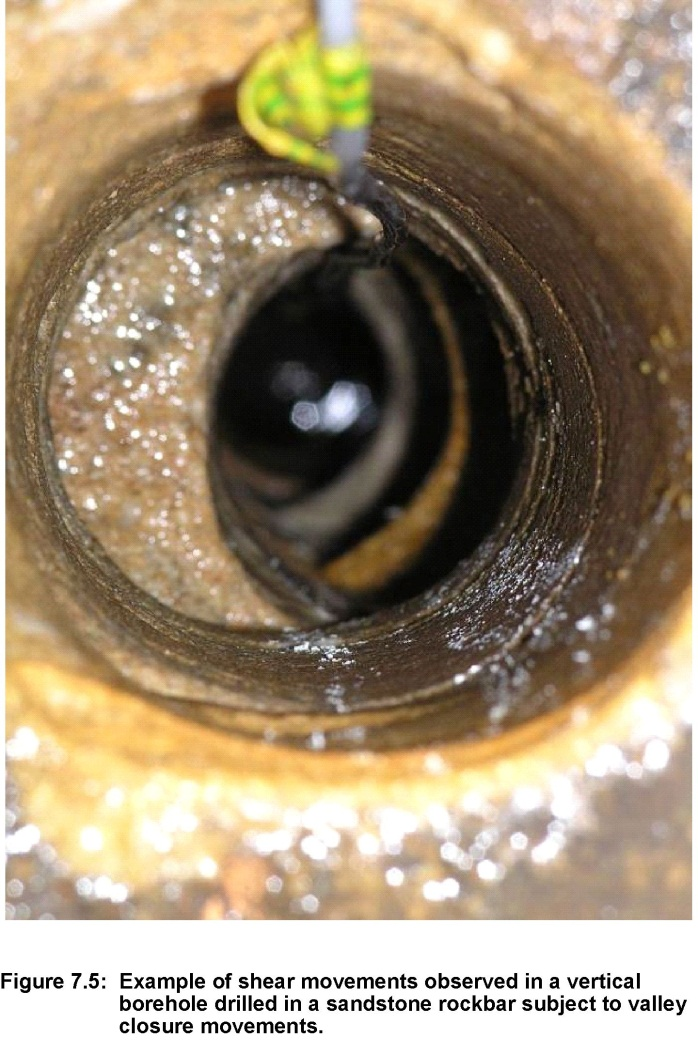 Figure 7.5: Example of shear movements observed in a vertical
borehole drilled in a sandstone rockbar subject to valley
closure movements.